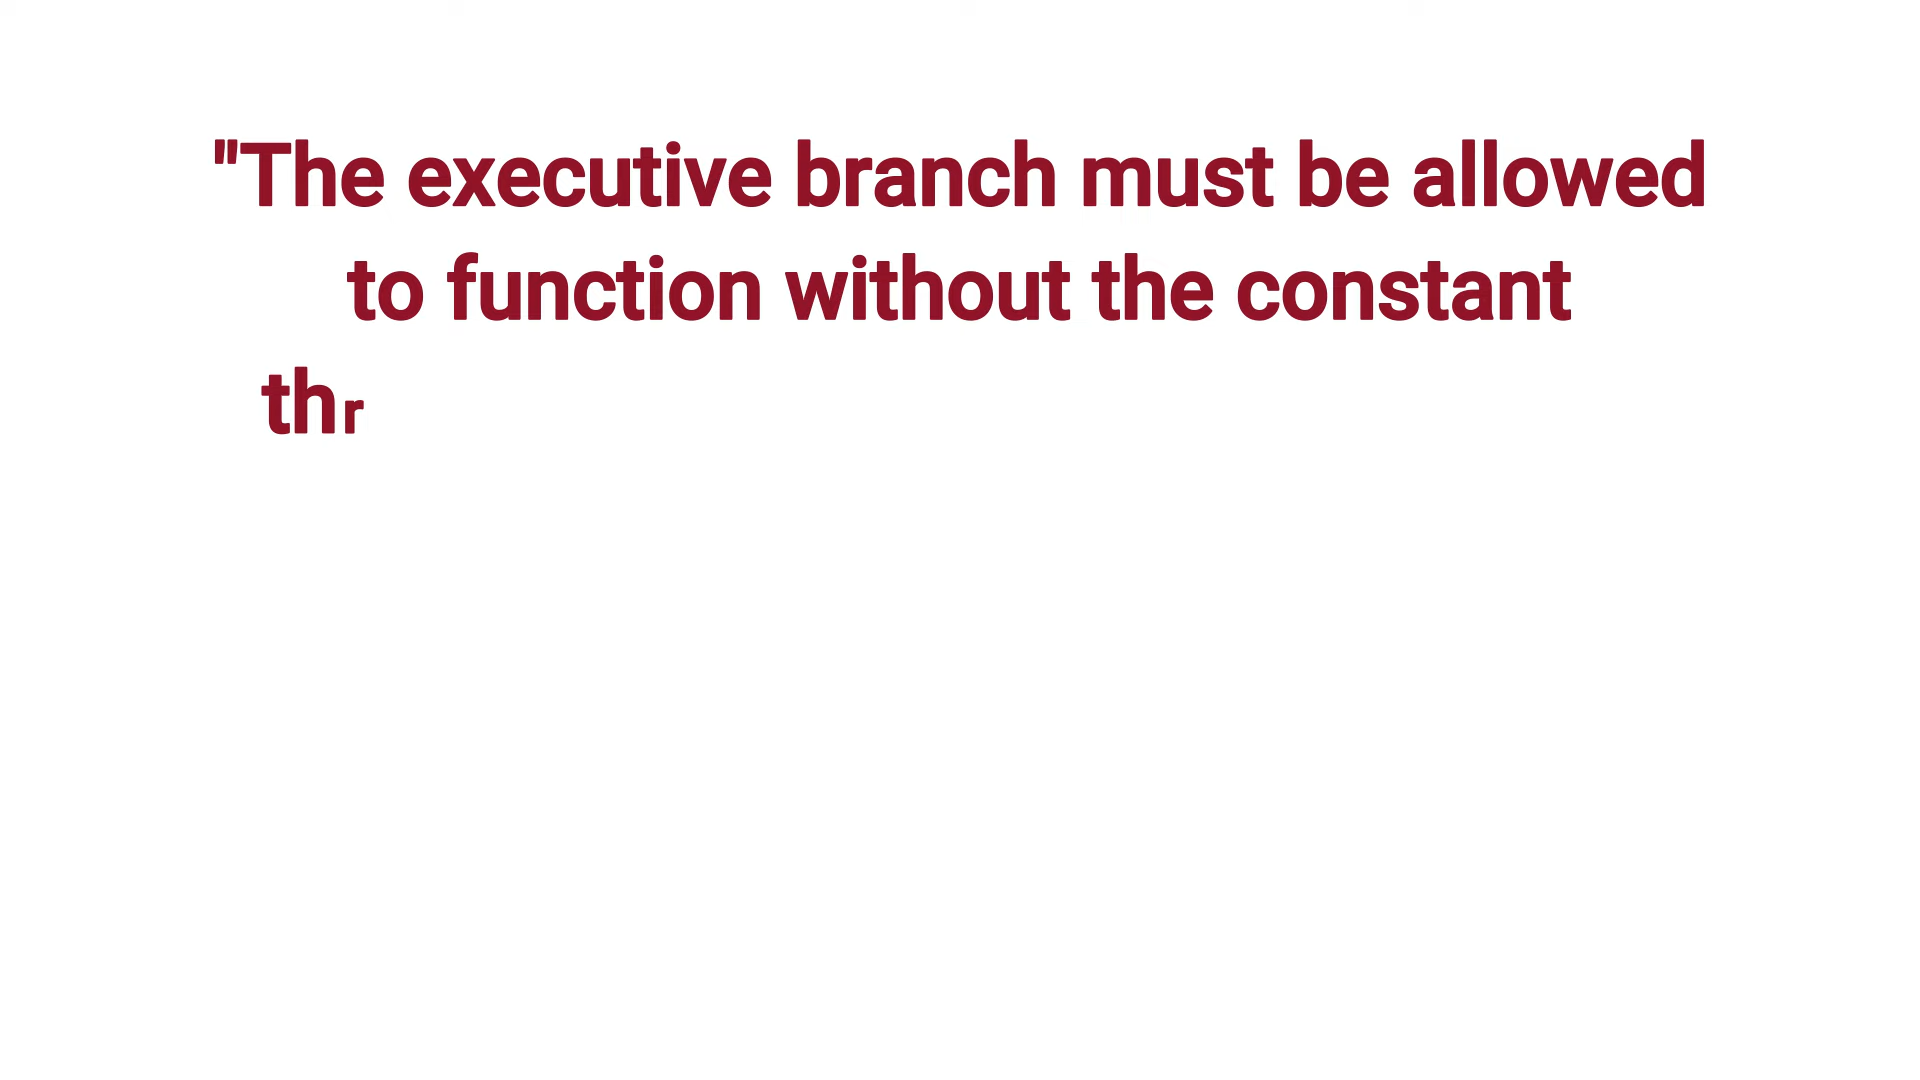 "The executive branch must be allowed
to function without the constant
thr